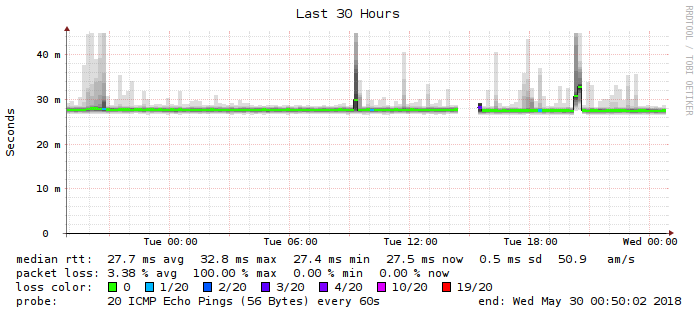 Last 30 Hours
RRDTOOL / TOBI OETIKER
Seconds
40 m
30 m
20 m
10 m
0
Tue 00:00 Tue 06:00 Tue 12:00 Tue 18:00 Wed 00:00
median rtt: 27.7 ms avg 32.8 ms max 27.4 ms min 27.5 ms now 0.5 ms sd 50.9 am/s
packet loss: 3.38 % avg 100.00 % max 0.00 % min 0.00 % now
loss color: 0 1/20 2/20 3/20 4/20 10/20 19/20
probe: 20 ICMP Echo Pings (56 Bytes) every 60s end: Wed May 30 00:50:02 2018